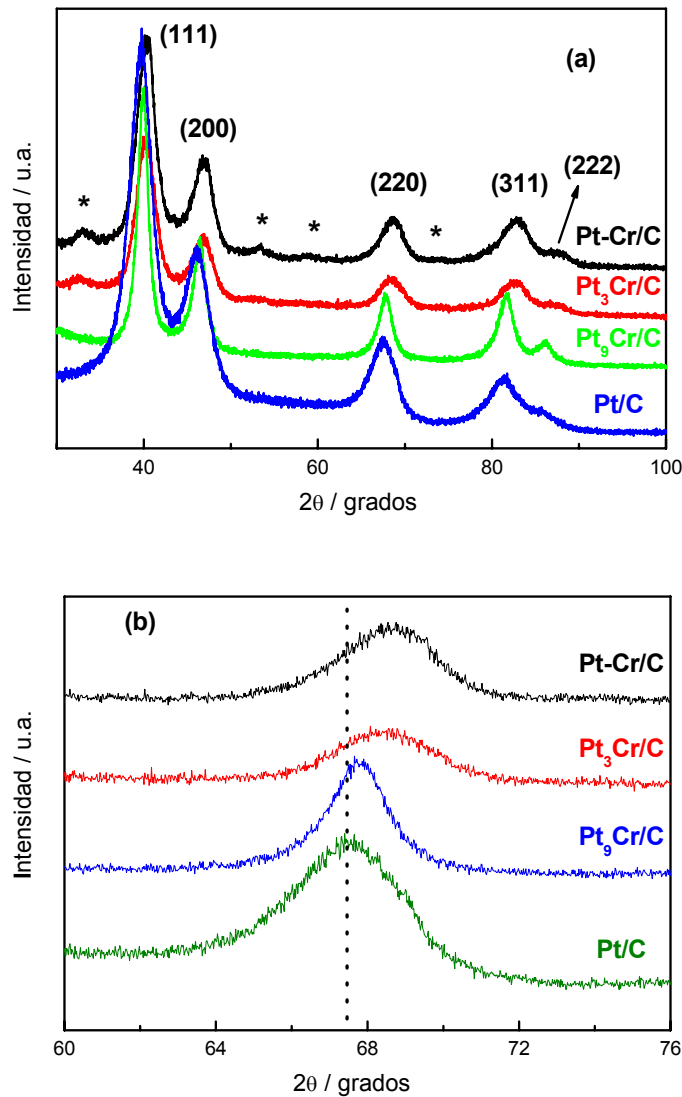 (111)
(a)
(200)
(220)
(311)
(222)
* * * *
Pt-Cr/C
Pt3Cr/C
Pt9Cr/C
Pt/C
Intensidad / u.a.
40 60 80 100
2θ / grados
(b)
Pt-Cr/C
Pt3Cr/C
Pt9Cr/C
Pt/C
Intensidad / u.a.
60 64 68 72 76
2θ / grados